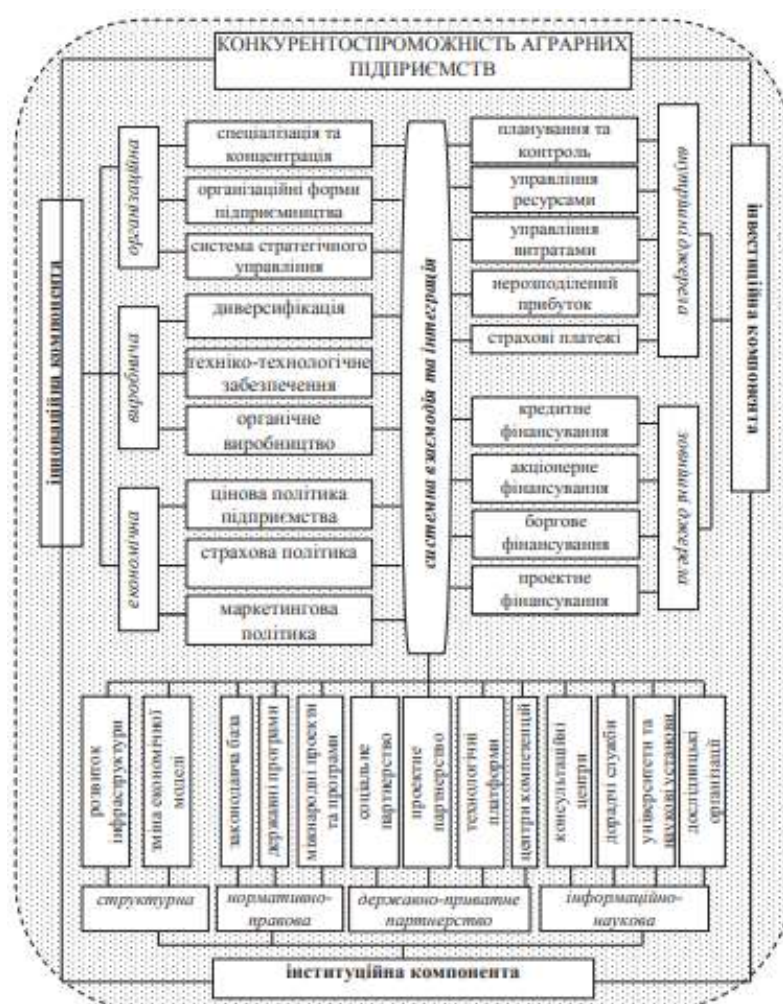 КОНКУРЕНТОСПРОМОЖНІСТЬ АГРАРНИХ
ПІДПРИЄМСТВ
інноваційна компонента
організаційна
спеціалізація та
концентрація
організаційні форми
підприємництва
система стратегічного
управління
виробнича
диверсифікація
техніко-технологічне
забезпечення
органічне
виробництво
економічна
цінова політика
підприємства
страхова політика
маркетингова
політика
системна взаємодія та інтеграція
планування та
контроль
управління
ресурсами
управління
витратами
нерозподілений
прибуток
страхові платежі
внутрішні джерела
кредитне
фінансування
акціонерне
фінансування
боргове
фінансування
проектне
фінансування
зовнішні джерела
інвестиційна компонента
розвиток
інфраструктури
зміна економічної
моделі
законодавча база
державні програми
міжнародні проекти
та програми
соціальне
партнерство
проектне
партнерство
технологічні
платформи
центри компетенцій
консультаційні
центри
дорадчі служби
університети та
наукові установи
дослідницькі
організації
структурна
нормативно-
правова
державно-приватне
партнерство
інформаційно-
наукова
інституційна компонента